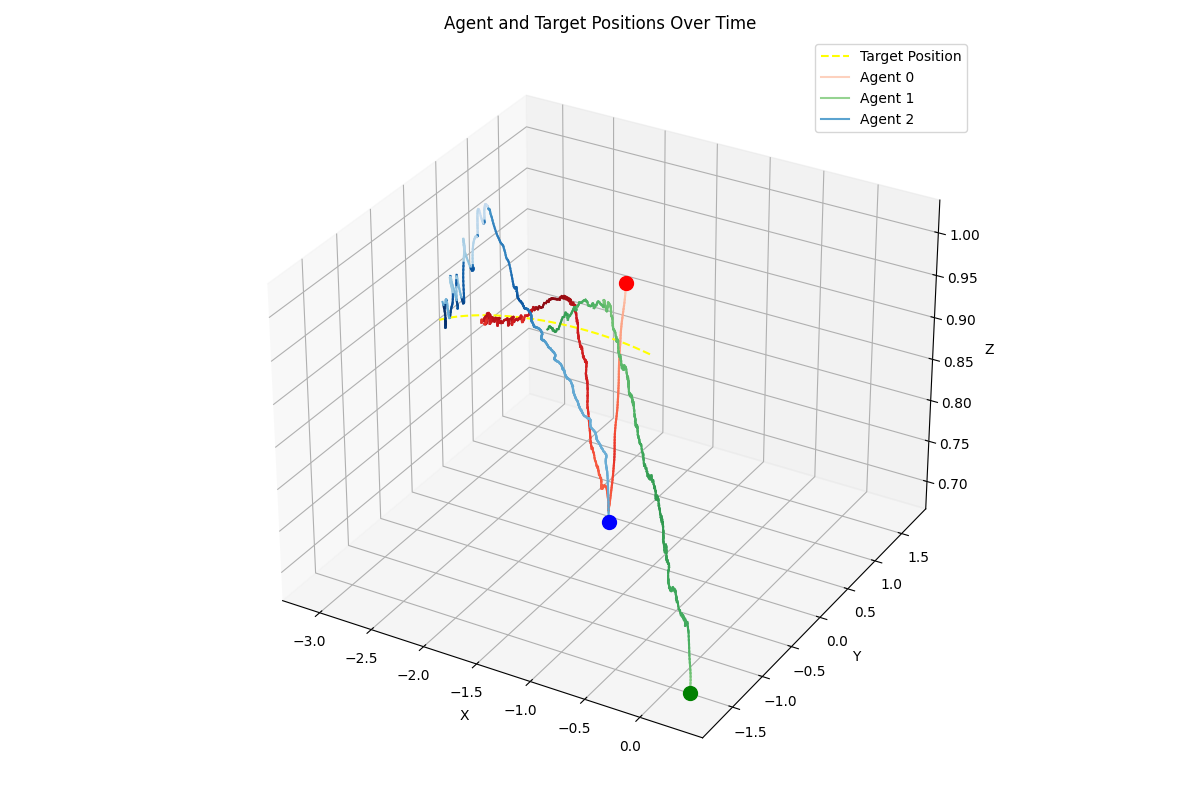 Agent and Target Positions Over Time
Target Position
Agent 0
Agent 1
Agent 2
1.00
0.95
0.90
Z
0.85
0.80
0.75
0.70
1.5
1.0
0.5
0.0
Y
−0.5
−1.0
−1.5
−3.0
−2.5
−2.0
−1.5
X
−1.0
−0.5
0.0